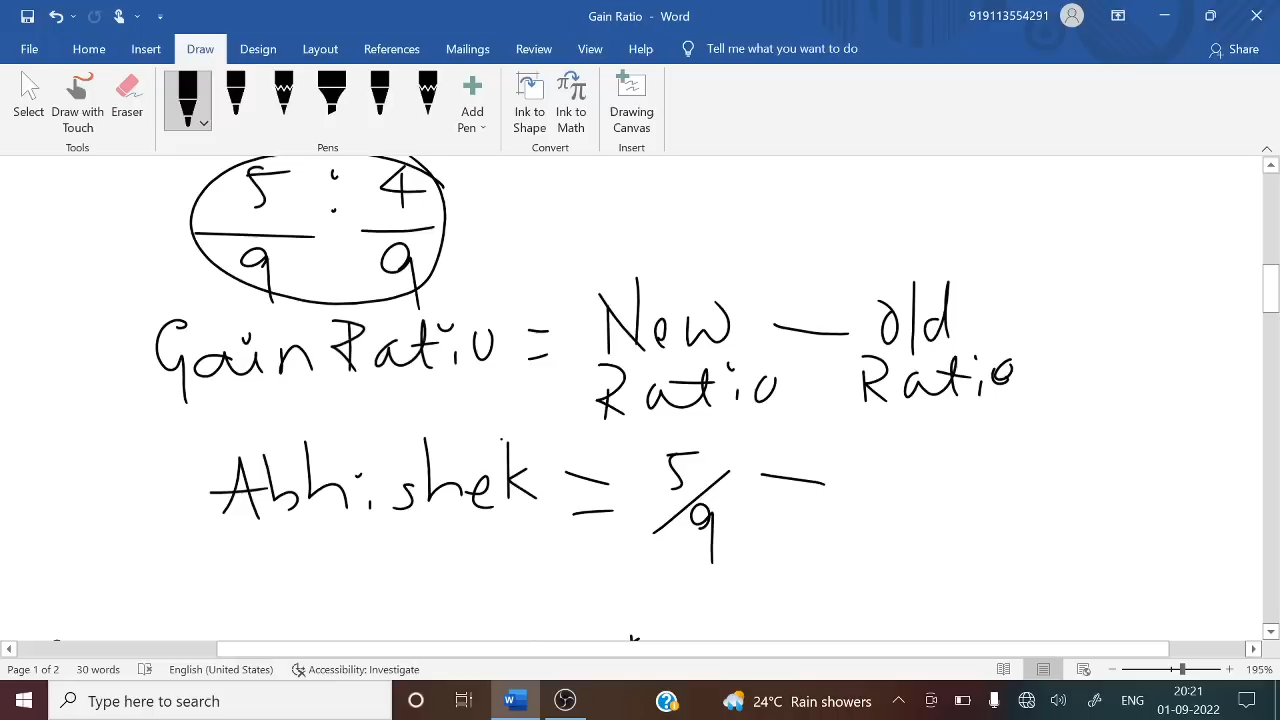 Gain Ratio - Word
919113554291
File Home Insert Draw Design Layout References Mailings Review View Help Tell me what you want to do Share
Select Draw with Touch Eraser Add Pen Ink to Shape Ink to Math Drawing Canvas
Tools Pens Convert Insert
5 : 4
9 9
Gain Ratio = New Ratio — old Ratio
Abhishek = 5/9 —
Page 1 of 2 30 words English (United States) Accessibility: Investigate 195%
Type here to search 24°C Rain showers ENG 20:21 01-09-2022